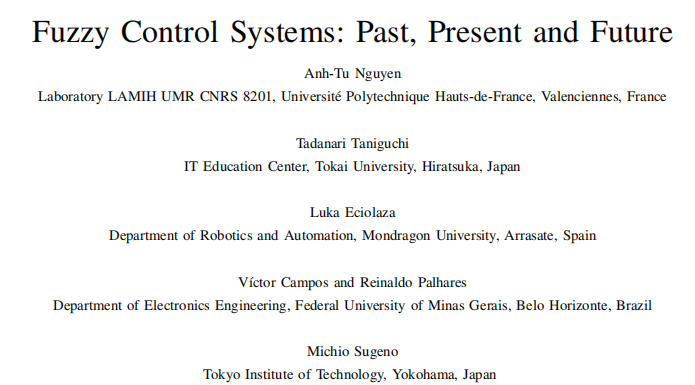 Fuzzy Control Systems: Past, Present and Future
Anh-Tu Nguyen
Laboratory LAMIH UMR CNRS 8201, Université Polytechnique Hauts-de-France, Valenciennes, France
Tadanari Taniguchi
IT Education Center, Tokai University, Hiratsuka, Japan
Luka Eciolaza
Department of Robotics and Automation, Mondragon University, Arrasate, Spain
Víctor Campos and Reinaldo Palhares
Department of Electronics Engineering, Federal University of Minas Gerais, Belo Horizonte, Brazil
Michio Sugeno
Tokyo Institute of Technology, Yokohama, Japan